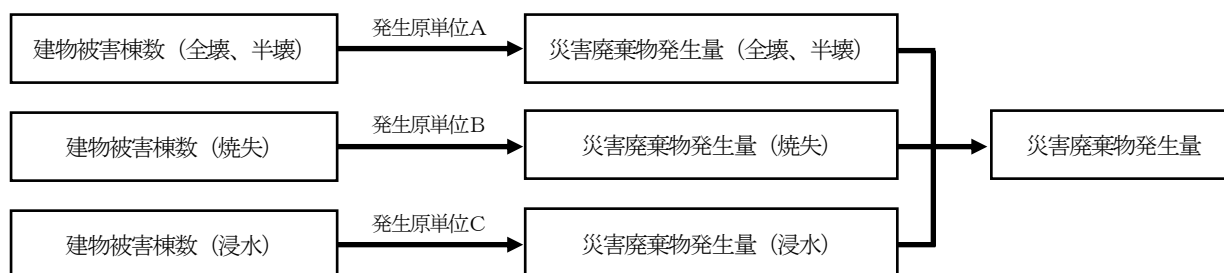 建物被害棟数（全壊、半壊）
発生原単位A
災害廃棄物発生量（全壊、半壊）
建物被害棟数（焼失）
発生原単位B
災害廃棄物発生量（焼失）
災害廃棄物発生量
建物被害棟数（浸水）
発生原単位C
災害廃棄物発生量（浸水）